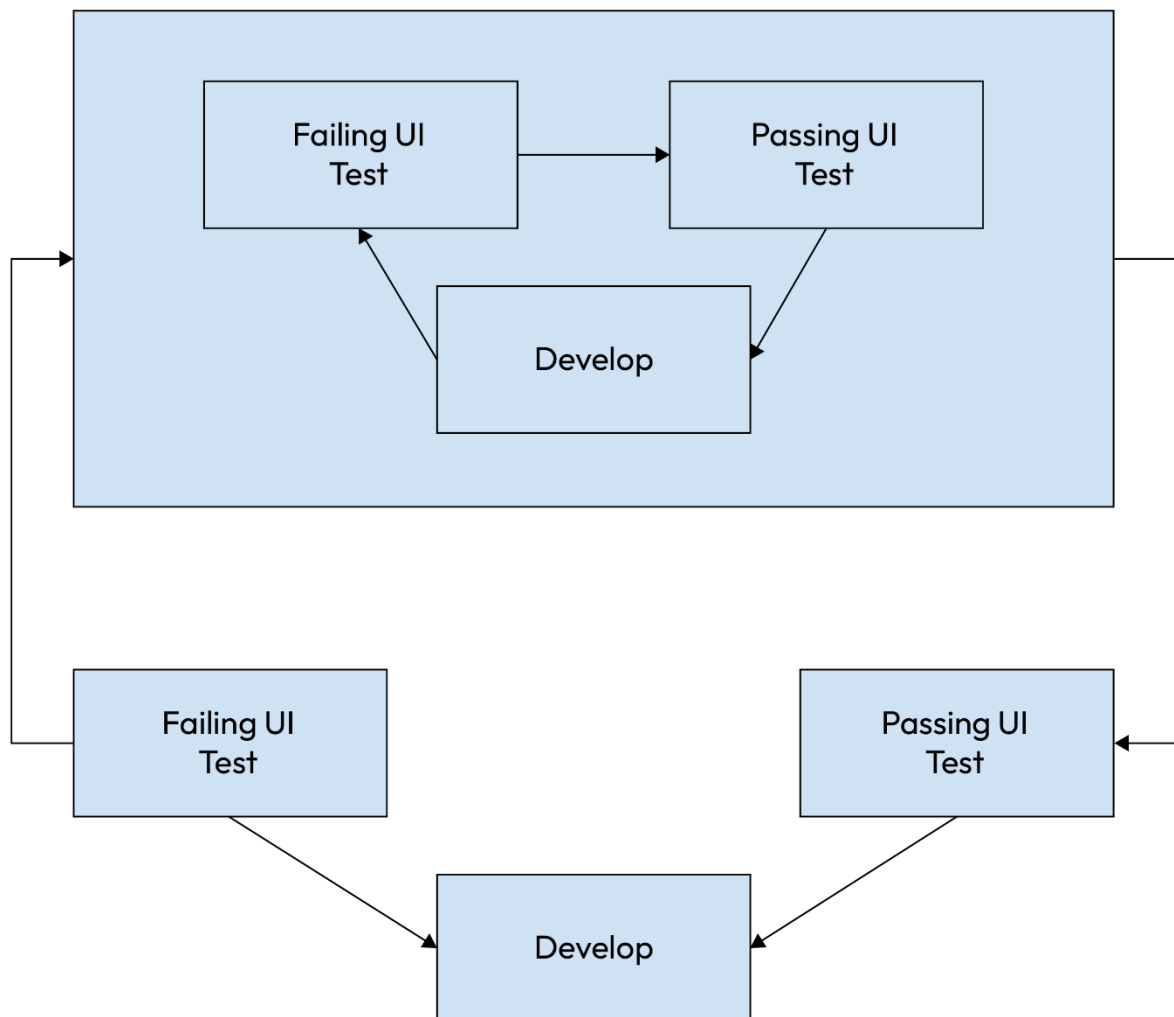 Failing UI
Test
Passing UI
Test
Develop
Failing UI
Test
Passing UI
Test
Develop